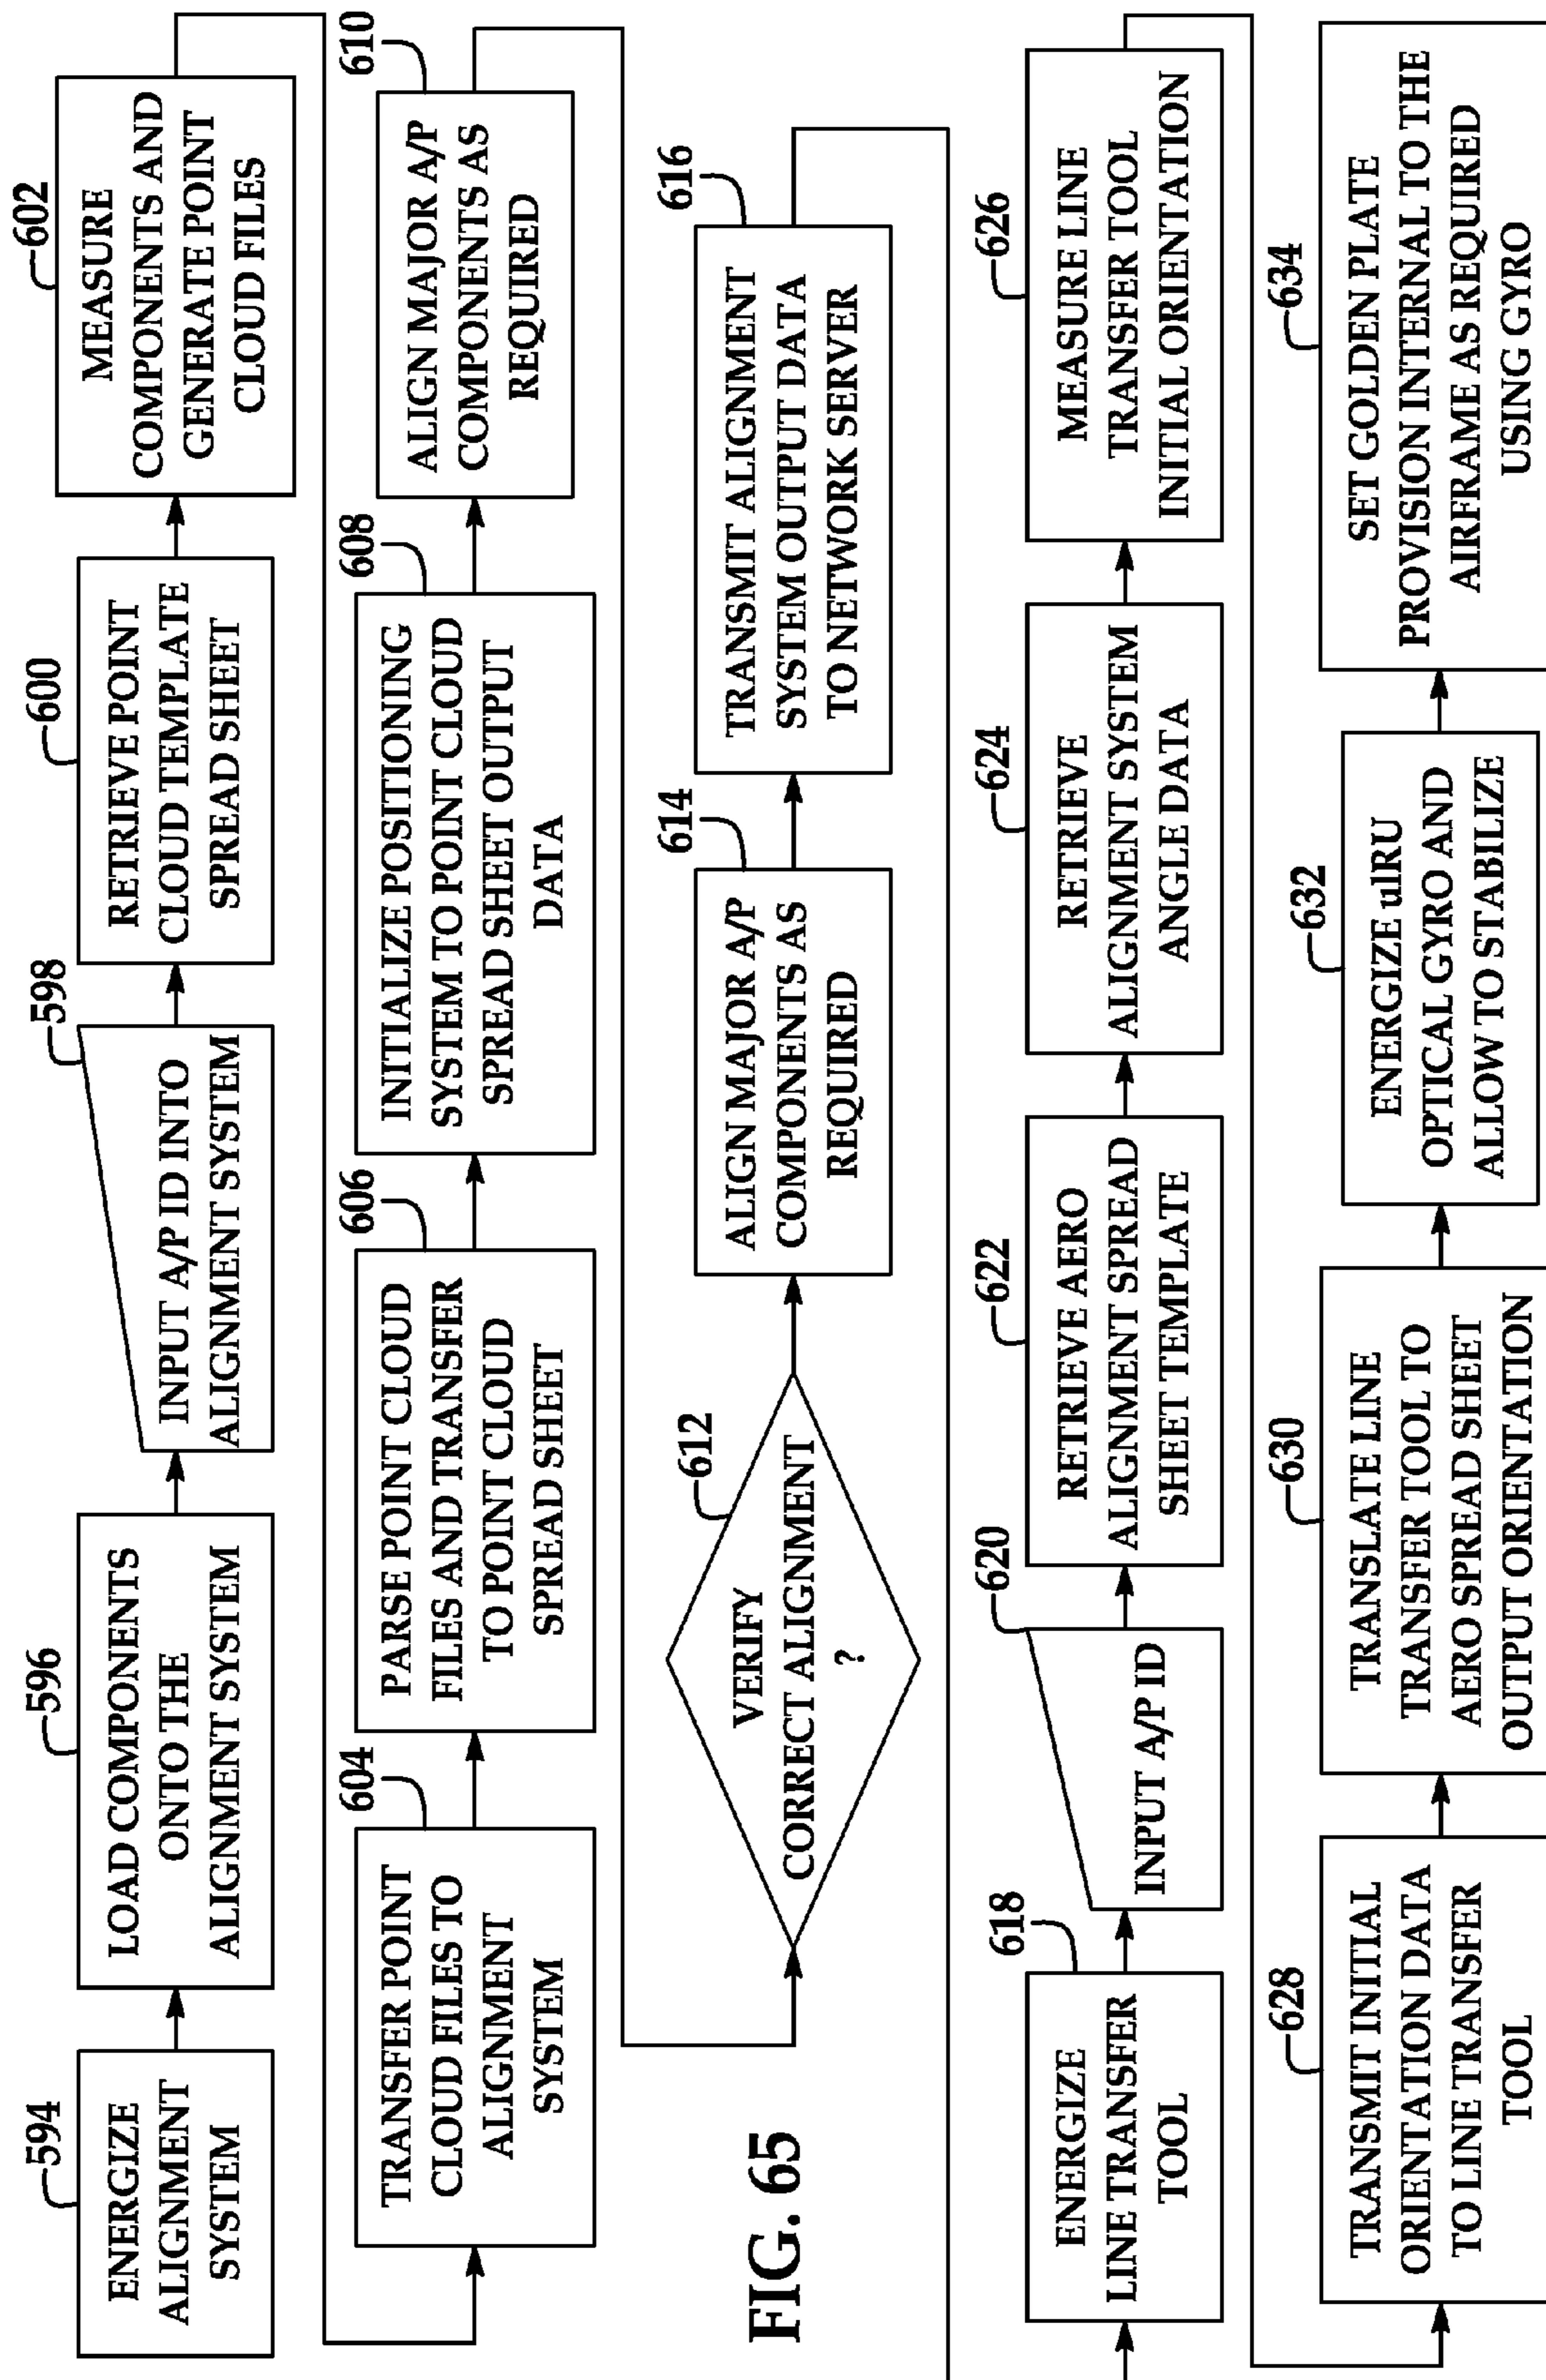 594
ENERGIZE
ALIGNMENT
SYSTEM
596
LOAD COMPONENTS
ONTO THE
ALIGNMENT SYSTEM
598
INPUT A/P ID INTO
ALIGNMENT SYSTEM
600
RETRIEVE POINT
CLOUD TEMPLATE
SPREAD SHEET
602
MEASURE
COMPONENTS AND
GENERATE POINT
CLOUD FILES
604
TRANSFER POINT
CLOUD FILES TO
ALIGNMENT
SYSTEM
606
PARSE POINT CLOUD
FILES AND TRANSFER
TO POINT CLOUD
SPREAD SHEET
608
INITIALIZE POSITIONING
SYSTEM TO POINT CLOUD
SPREAD SHEET OUTPUT
DATA
610
ALIGN MAJOR A/P
COMPONENTS AS
REQUIRED
612
VERIFY
CORRECT ALIGNMENT
?
614
ALIGN MAJOR A/P
COMPONENTS AS
REQUIRED
616
TRANSMIT ALIGNMENT
SYSTEM OUTPUT DATA
TO NETWORK SERVER
FIG. 65
618
ENERGIZE
LINE TRANSFER
TOOL
620
INPUT A/P ID
622
RETRIEVE AERO
ALIGNMENT SPREAD
SHEET TEMPLATE
624
RETRIEVE
ALIGNMENT SYSTEM
ANGLE DATA
626
MEASURE LINE
TRANSFER TOOL
INITIAL ORIENTATION
628
TRANSMIT INITIAL
ORIENTATION DATA
TO LINE TRANSFER
TOOL
630
TRANSLATE LINE
TRANSFER TOOL TO
AERO SPREAD SHEET
OUTPUT ORIENTATION
632
ENERGIZE uIRU
OPTICAL GYRO AND
ALLOW TO STABILIZE
634
SET GOLDEN PLATE
PROVISION INTERNAL TO THE
AIRFRAME AS REQUIRED
USING GYRO